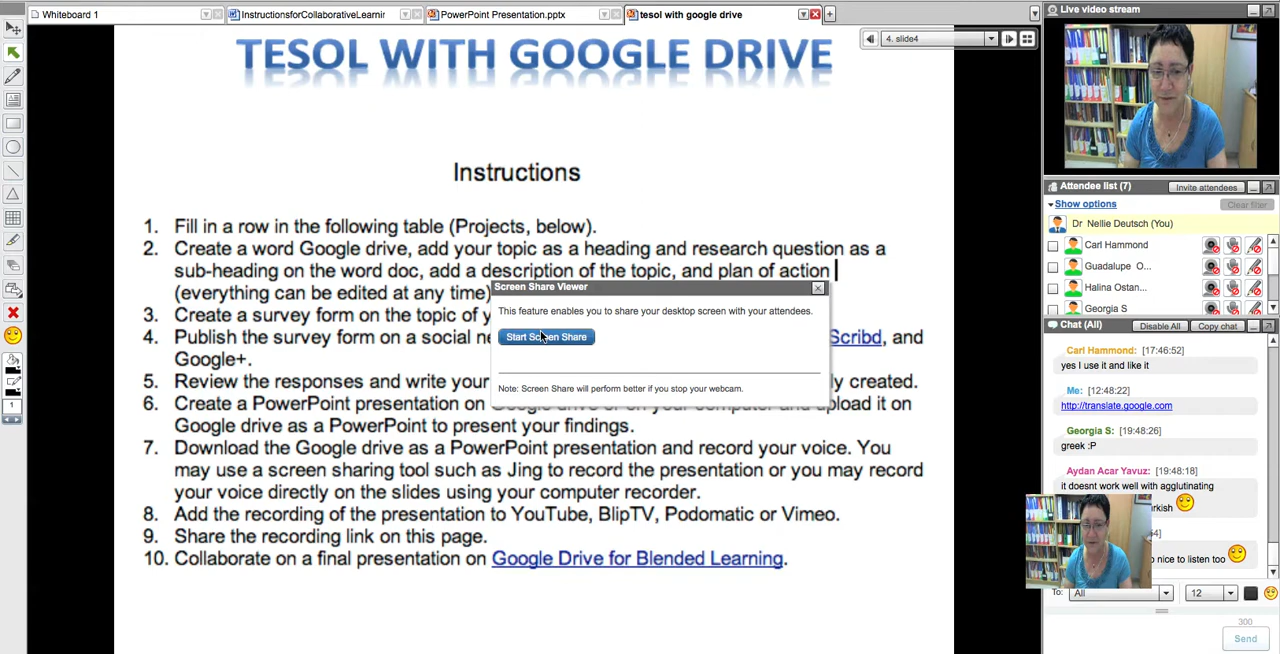 Whiteboard 1
InstructionsforCollaborativeLearnir
PowerPoint Presentation.pptx
tesol with google drive
Live video stream
4. slide4
TESOL WITH GOOGLE DRIVE
Instructions
1. Fill in a row in the following table (Projects, below).
2. Create a word Google drive, add your topic as a heading and research question as a
sub-heading on the word doc, add a description of the topic, and plan of action
(everything can be edited at any time)
3. Create a survey form on the topic of y
4. Publish the survey form on a social ne Scribd, and
Google+.
5. Review the responses and write your ly created.
6. Create a PowerPoint presentation on Google drive or on your computer and upload it on
Google drive as a PowerPoint to present your findings.
7. Download the Google drive as a PowerPoint presentation and record your voice. You
may use a screen sharing tool such as Jing to record the presentation or you may record
your voice directly on the slides using your computer recorder.
8. Add the recording of the presentation to YouTube, BlipTV, Podomatic or Vimeo.
9. Share the recording link on this page.
10. Collaborate on a final presentation on Google Drive for Blended Learning.
Screen Share Viewer
This feature enables you to share your desktop screen with your attendees.
Start Screen Share
Note: Screen Share will perform better if you stop your webcam.
Attendee list (7)
Invite attendees
Show options
Clear filter
Dr Nellie Deutsch (You)
Carl Hammond
Guadalupe O...
Halina Ostan...
Georgia S
Chat (All)
Disable All
Copy chat
Carl Hammond: [17:46:52]
yes I use it and like it
Me: [12:48:22]
http://translate.google.com
Georgia S: [19:48:26]
greek :P
Aydan Acar Yavuz: [19:48:18]
it doesnt work well with agglutinating
rkish
54]
o nice to listen too
To: All
12
300
Send
1